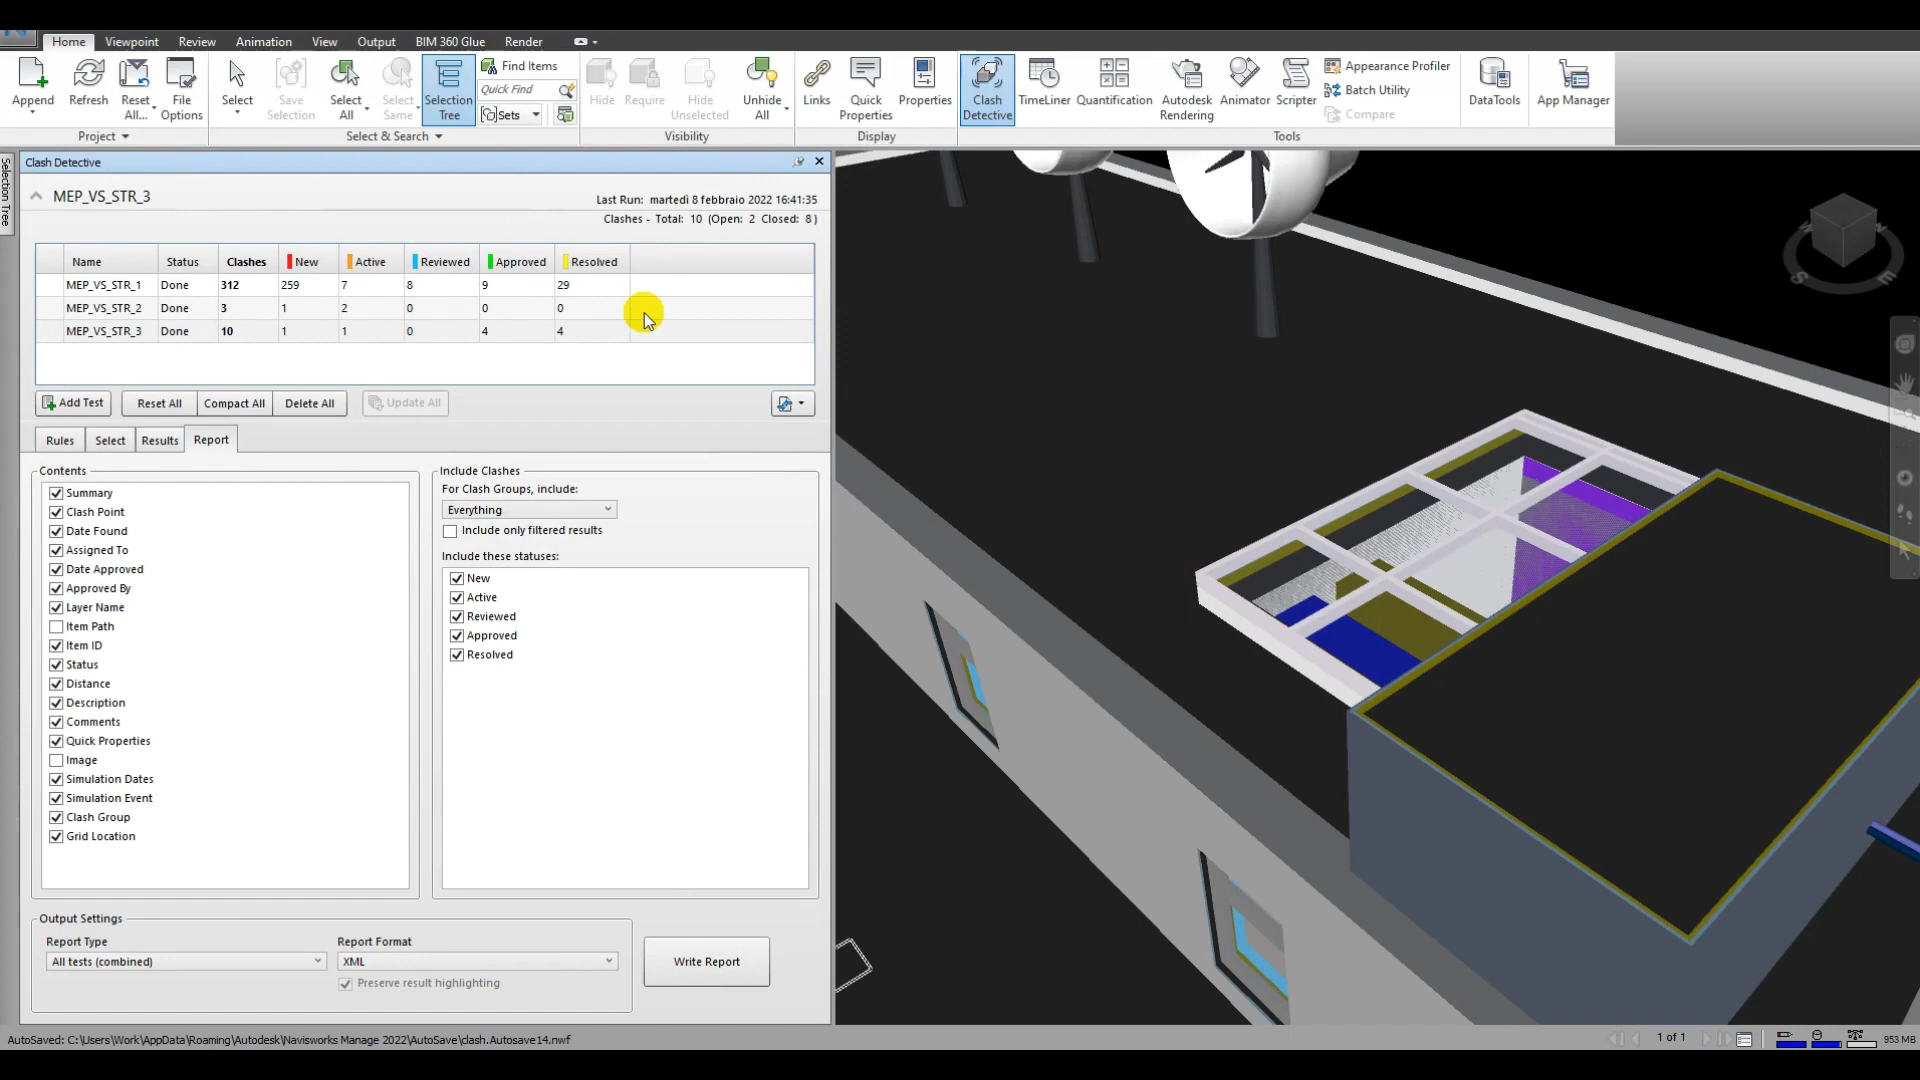 Home Viewpoint Review Animation View Output BIM 360 Glue Render
Append Refresh Reset All... File Options Select Save Selection Select All Select Same Selection Tree Find Items Quick Find Sets Hide Require Hide Unselected Unhide All Links Quick Properties Properties Clash Detective TimeLiner Quantification Autodesk Rendering Animator Scripter Appearance Profiler Batch Utility Compare DataTools App Manager
Project Select & Search Visibility Display Tools
Selection Tree
Clash Detective
MEP_VS_STR_3
Last Run: martedì 8 febbraio 2022 16:41:35
Clashes - Total: 10 (Open: 2 Closed: 8)
Name Status Clashes New Active Reviewed Approved Resolved
MEP_VS_STR_1 Done 312 259 7 8 9 29
MEP_VS_STR_2 Done 3 1 2 0 0 0
MEP_VS_STR_3 Done 10 1 1 0 4 4
Add Test Reset All Compact All Delete All Update All
Rules Select Results Report
Contents
Summary
Clash Point
Date Found
Assigned To
Date Approved
Approved By
Layer Name
Item Path
Item ID
Status
Distance
Description
Comments
Quick Properties
Image
Simulation Dates
Simulation Event
Clash Group
Grid Location
Include Clashes
For Clash Groups, include:
Everything
Include only filtered results
Include these statuses:
New
Active
Reviewed
Approved
Resolved
Output Settings
Report Type Report Format
All tests (combined) XML
Preserve result highlighting
Write Report
S E
AutoSaved: C:\Users\Work\AppData\Roaming\Autodesk\Navisworks Manage 2022\AutoSave\clash.Autosave14.nwf
1 of 1
953 MB